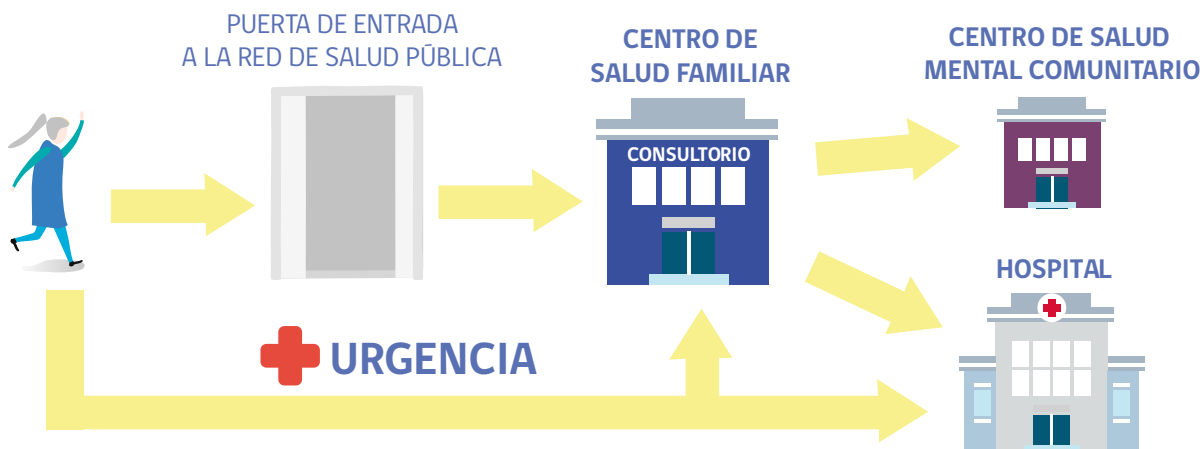 PUERTA DE ENTRADA
A LA RED DE SALUD PÚBLICA
CENTRO DE
SALUD FAMILIAR
CONSULTORIO
CENTRO DE SALUD
MENTAL COMUNITARIO
HOSPITAL
URGENCIA